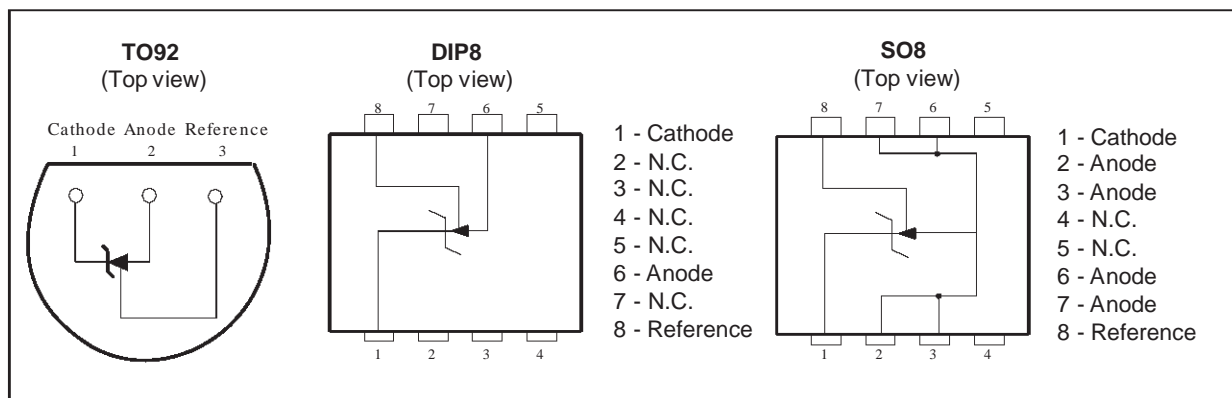 TO92
(Top view)
Cathode Anode Reference
1 2 3
DIP8
(Top view)
8 7 6 5
1 2 3 4
1 - Cathode
2 - N.C.
3 - N.C.
4 - N.C.
5 - N.C.
6 - Anode
7 - N.C.
8 - Reference
SO8
(Top view)
8 7 6 5
1 2 3 4
1 - Cathode
2 - Anode
3 - Anode
4 - N.C.
5 - N.C.
6 - Anode
7 - Anode
8 - Reference